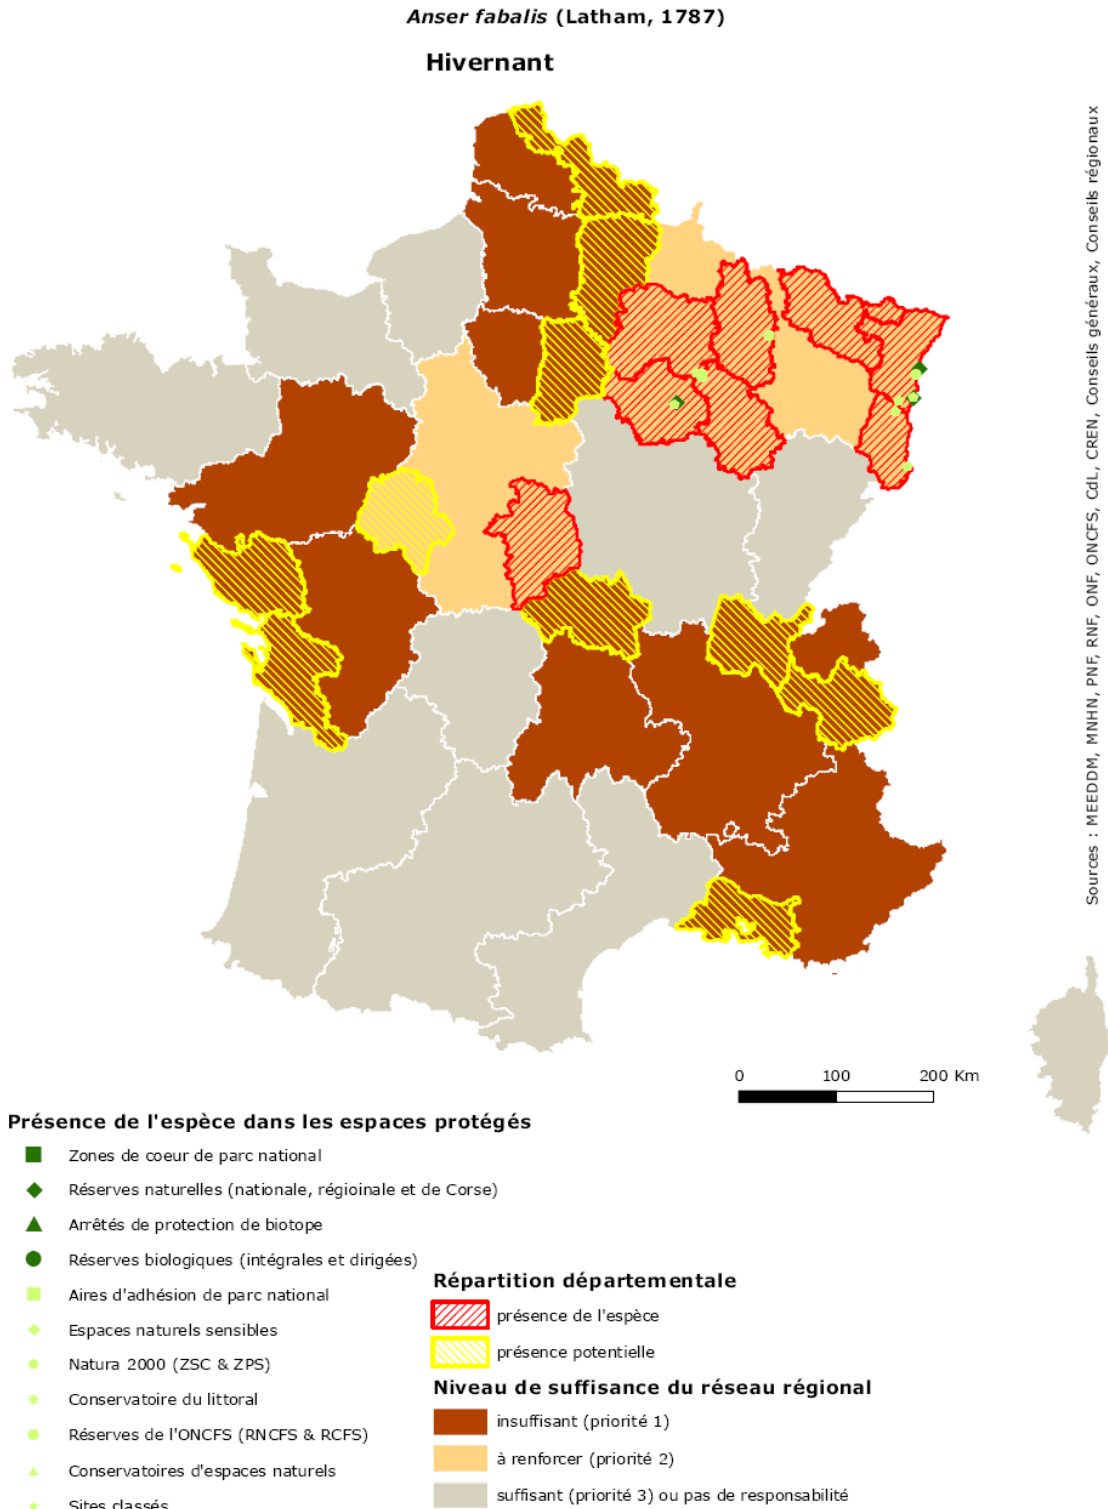 Anser fabalis (Latham, 1787)
Hivernant
Sources : MEEDDM, MNHN, PNF, RNF, ONF, ONCFS, CdL, CREN, Conseils généraux, Conseils régionaux
0 100 200 Km
Présence de l'espèce dans les espaces protégés
Zones de coeur de parc national
Réserves naturelles (nationale, régioinale et de Corse)
Arrêtés de protection de biotope
Réserves biologiques (intégrales et dirigées)
Aires d'adhésion de parc national
Espaces naturels sensibles
Natura 2000 (ZSC & ZPS)
Conservatoire du littoral
Réserves de l'ONCFS (RNCFS & RCFS)
Conservatoires d'espaces naturels
Sites classés
Répartition départementale
présence de l'espèce
présence potentielle
Niveau de suffisance du réseau régional
insuffisant (priorité 1)
à renforcer (priorité 2)
suffisant (priorité 3) ou pas de responsabilité